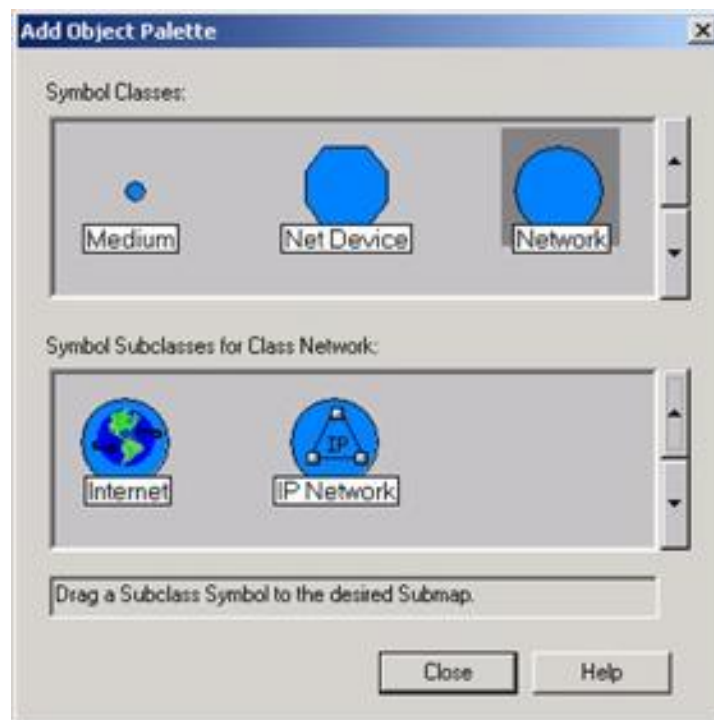 Add Object Palette
Symbol Classes:
Medium Net Device Network
Symbol Subclasses for Class Network:
IP
Internet IP Network
Drag a Subclass Symbol to the desired Submap.
Close Help